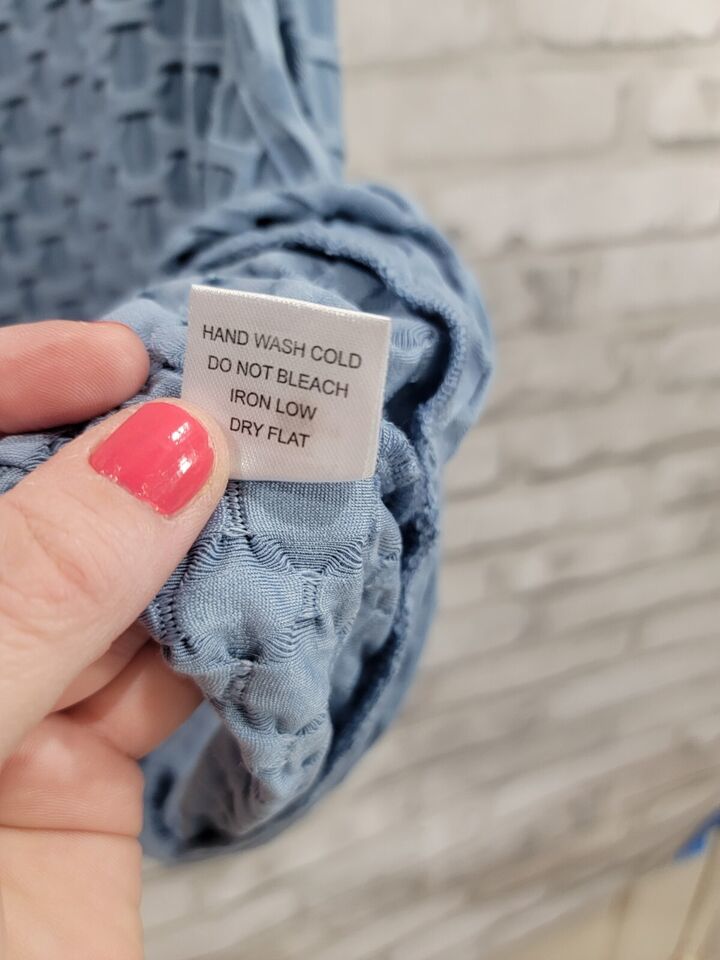 HAND WASH COLD
DO NOT BLEACH
IRON LOW
DRY FLAT